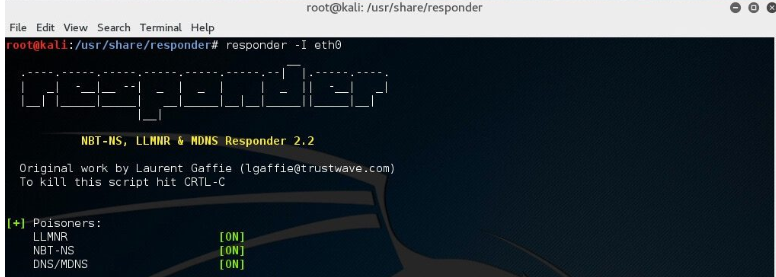 root@kali: /usr/share/responder
File Edit View Search Terminal Help
root@kali:/usr/share/responder# responder -I eth0
responder
NBT-NS, LLMNR & MDNS Responder 2.2
Original work by Laurent Gaffie (lgaffie@trustwave.com)
To kill this script hit CRTL-C
[+] Poisoners:
LLMNR [ON]
NBT-NS [ON]
DNS/MDNS [ON]